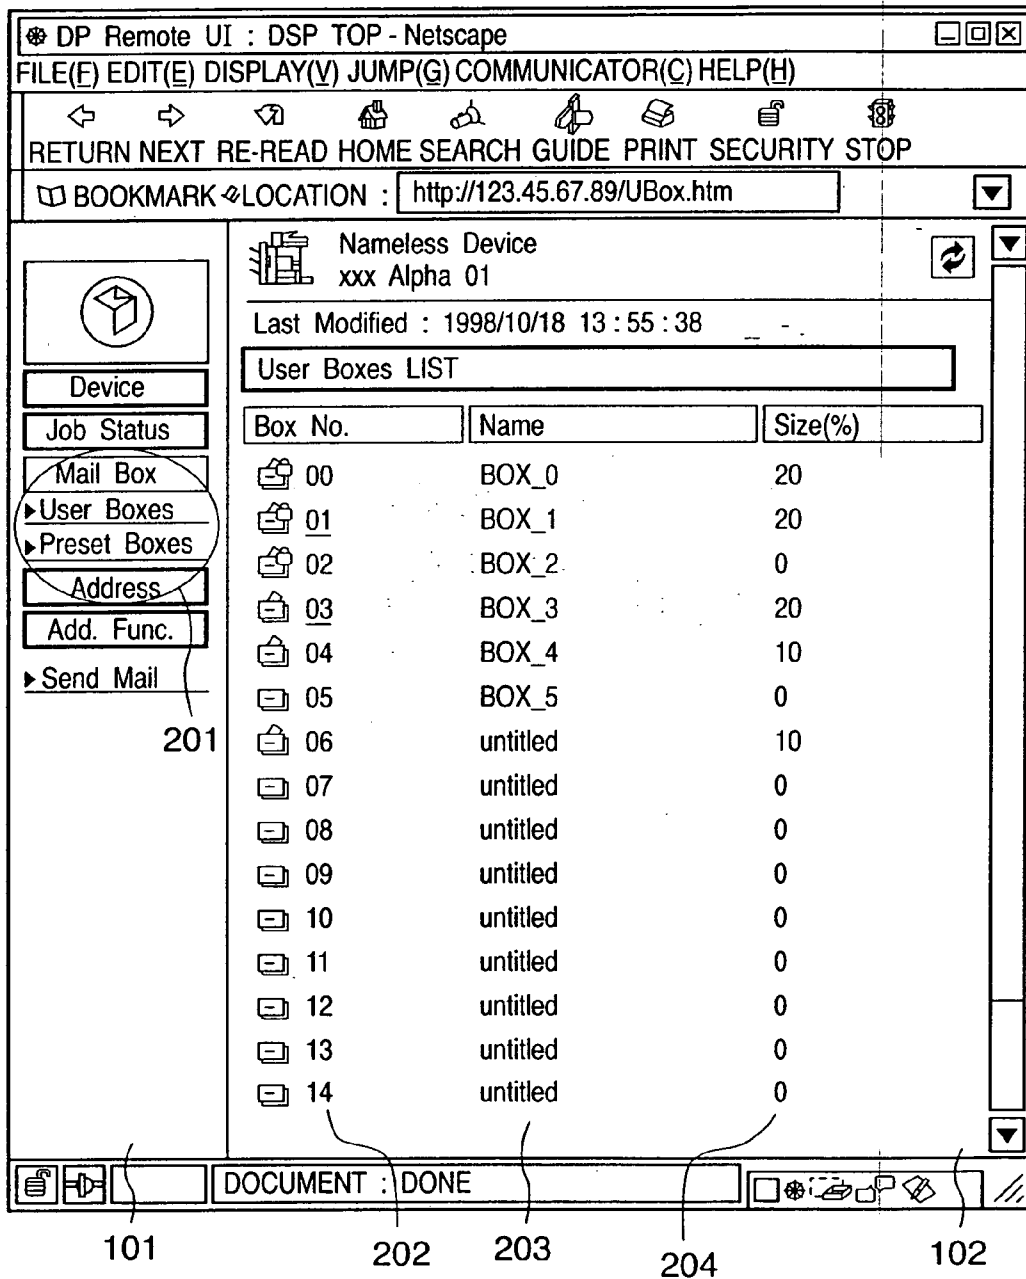 DP Remote UI : DSP TOP - Netscape
FILE(F) EDIT(E) DISPLAY(V) JUMP(G) COMMUNICATOR(C) HELP(H)
RETURN NEXT RE-READ HOME SEARCH GUIDE PRINT SECURITY STOP
BOOKMARK LOCATION : http://123.45.67.89/UBox.htm
Nameless Device
xxx Alpha 01
Last Modified : 1998/10/18 13 : 55 : 38
User Boxes LIST
Device
Job Status
Mail Box
User Boxes
Preset Boxes
Address
Add. Func.
Send Mail
201
Box No. Name Size(%)
00 BOX_0 20
01 BOX_1 20
02 BOX_2 0
03 BOX_3 20
04 BOX_4 10
05 BOX_5 0
06 untitled 10
07 untitled 0
08 untitled 0
09 untitled 0
10 untitled 0
11 untitled 0
12 untitled 0
13 untitled 0
14 untitled 0
DOCUMENT : DONE
101 202 203 204 102